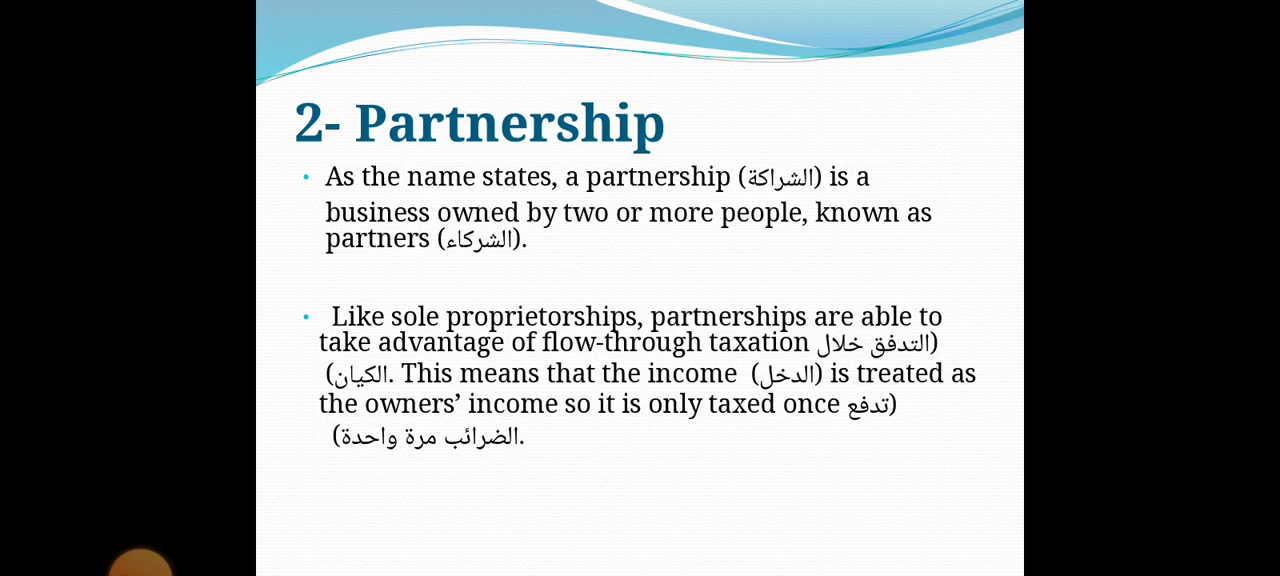 2- Partnership
As the name states, a partnership (الشراكة) is a
business owned by two or more people, known as
partners (الشركاء).
Like sole proprietorships, partnerships are able to
take advantage of flow-through taxation (التدفق خلال
الكيان). This means that the income (الدخل) is treated as
the owners’ income so it is only taxed once (تدفع
الضرائب مرة واحدة).